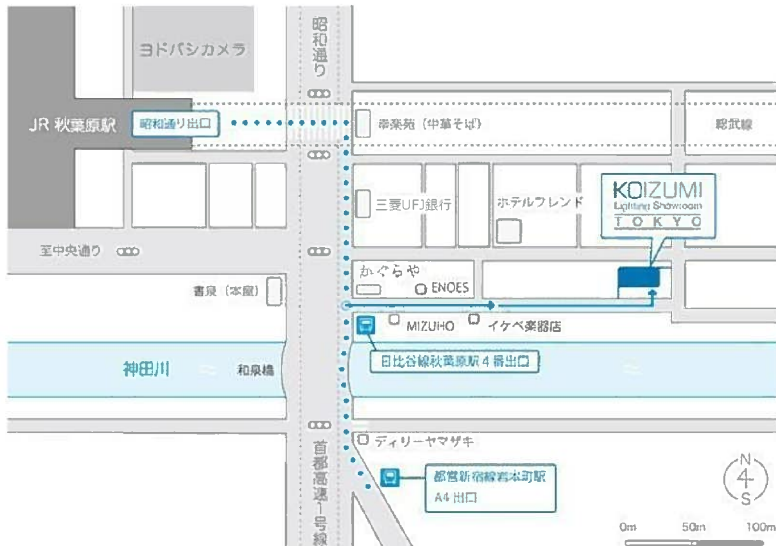 昭和通り
ヨドバシカメラ
JR 秋葉原駅
昭和通り出口
幸楽苑（中華そば）
総武線
三菱UFJ銀行
ホテルフレンド
KOIZUMI
Lighting Showroom
TOKYO
至中央通り
書泉（本屋）
かぐらや
ENOES
MIZUHO
イケベ楽器店
日比谷線秋葉原駅4番出口
神田川
和泉橋
デイリーヤマザキ
首都高速1号線
都営新宿線岩本町駅
A4 出口
N
S
0m
50m
100m